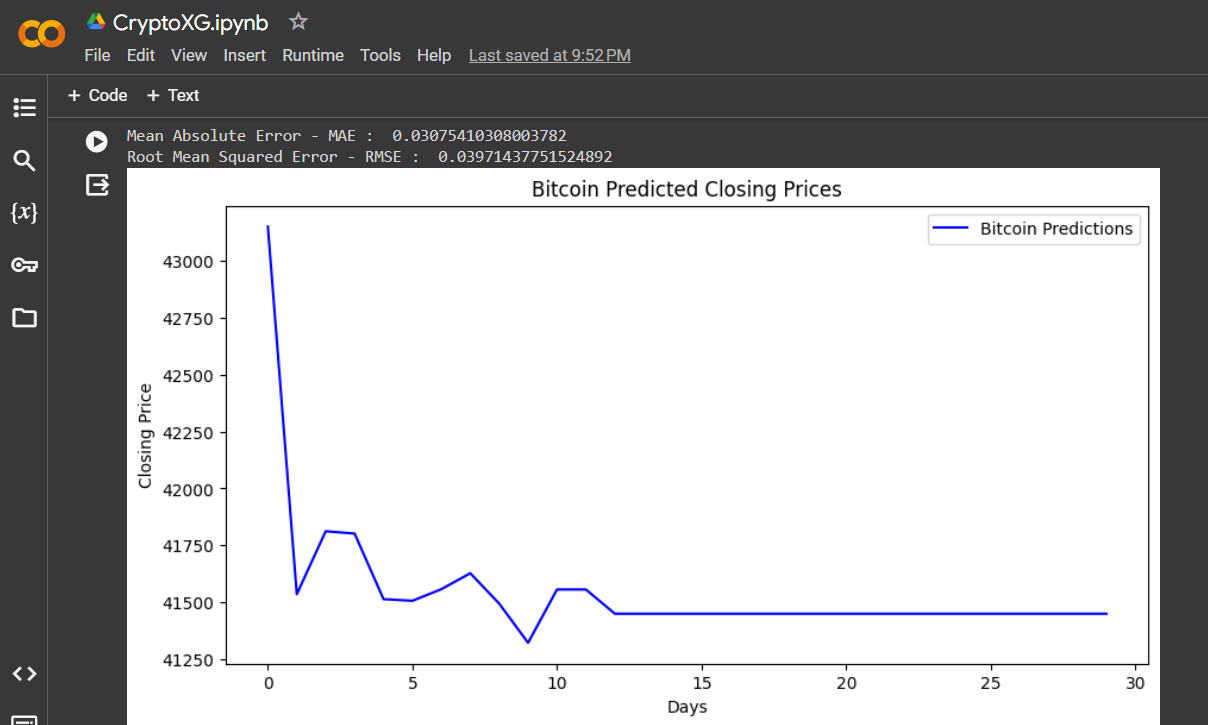 CryptoXG.ipynb
File Edit View Insert Runtime Tools Help Last saved at 9:52 PM
+ Code + Text
Mean Absolute Error - MAE :  0.03075410308003782
Root Mean Squared Error - RMSE :  0.03971437751524892
{x}
Bitcoin Predicted Closing Prices
Bitcoin Predictions
43000
42750
42500
42250
42000
41750
41500
41250
Closing Price
0 5 10 15 20 25 30
Days